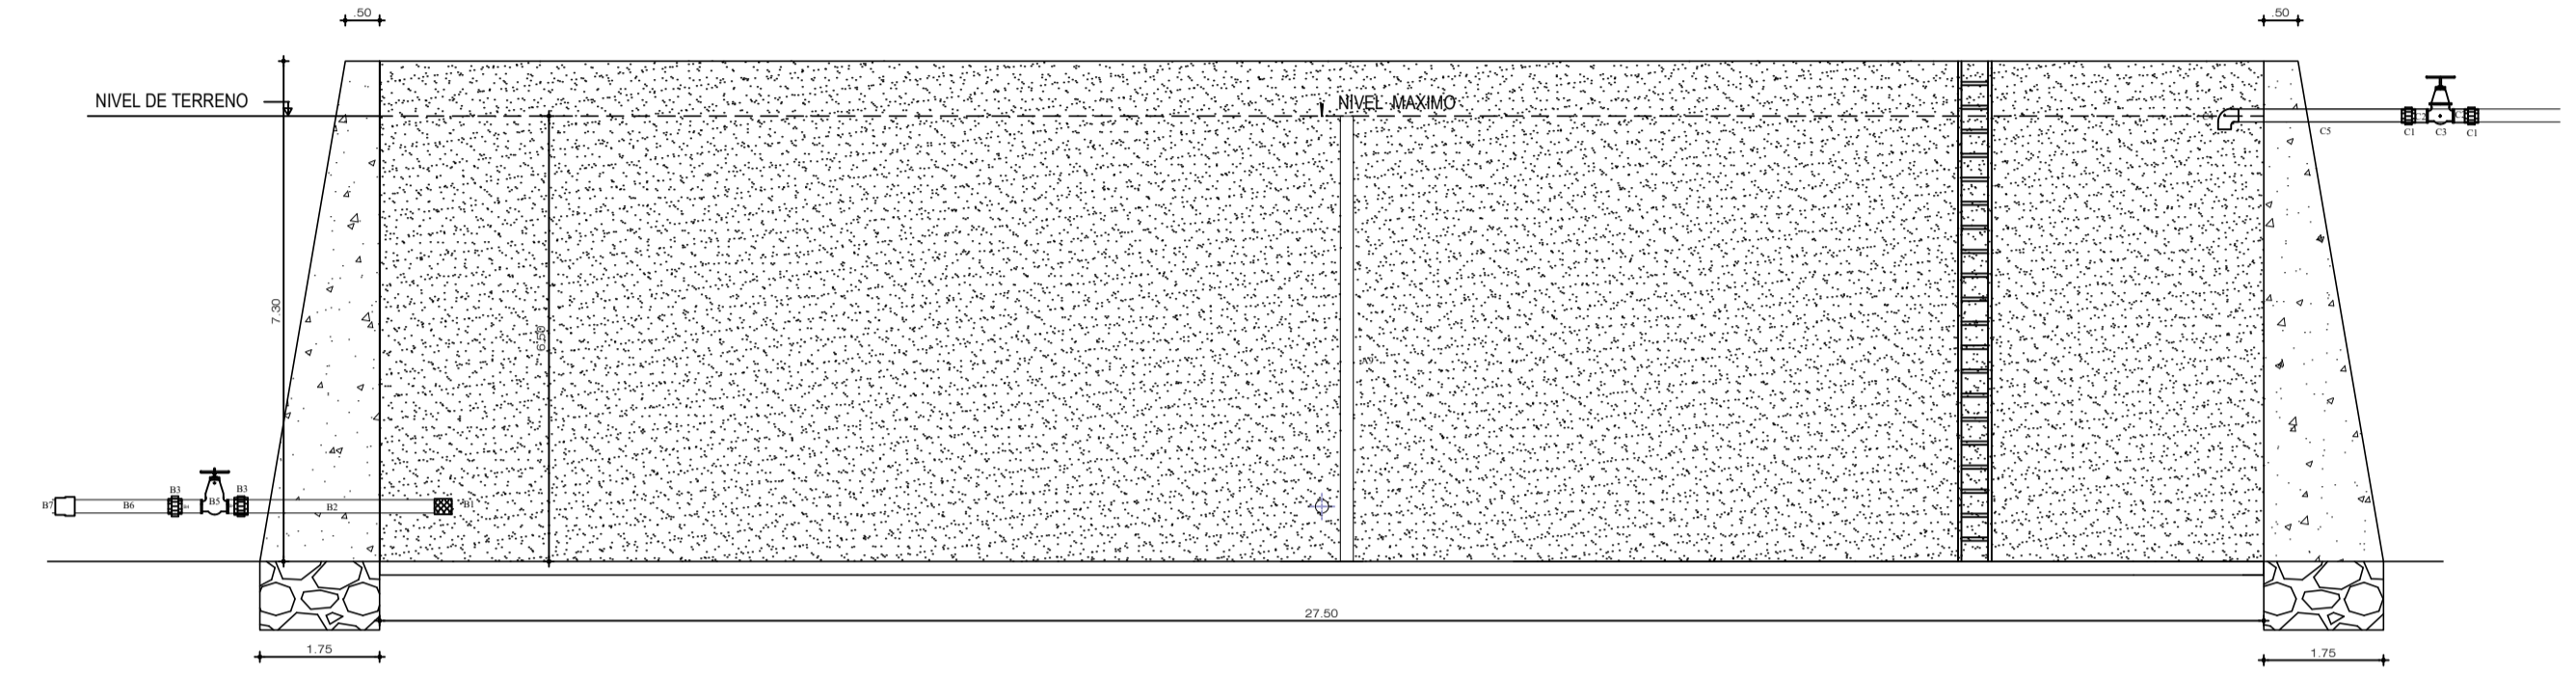 .50
.50
NIVEL DE TERRENO
NIVEL MAXIMO
C5
C1
C3
C1
7.30
6.50
B7
B6
B3
B5
B3
B2
B1
27.50
1.75
1.75